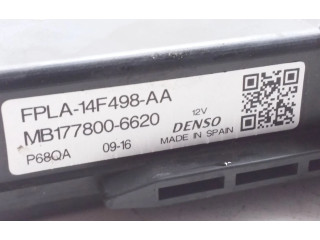 FPLA-14F498-AA
MB177800-6620
12V
DENSO
MADE IN SPAIN
P68QA 09-16